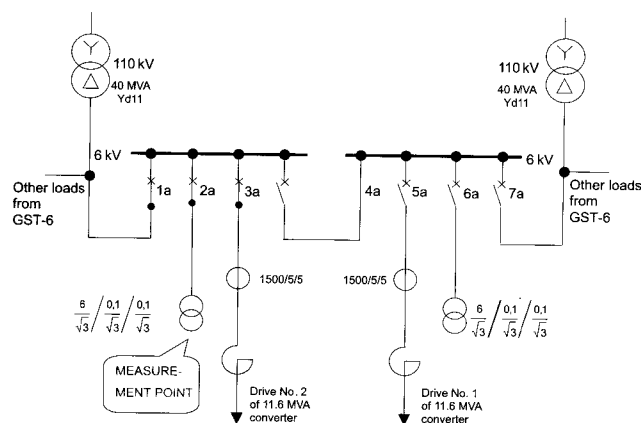 110 kV
40 MVA
Yd11
110 kV
40 MVA
Yd11
6 kV
6 kV
1a
2a
3a
4a
5a
6a
7a
Other loads
from
GST-6
Other loads
from
GST-6
1500/5/5
1500/5/5
6/√3 / 0,1/√3 / 0,1/√3
6/√3 / 0,1/√3 / 0,1/√3
MEASURE-
MENT POINT
Drive No. 2
of 11.6 MVA
converter
Drive No. 1
of 11.6 MVA
converter